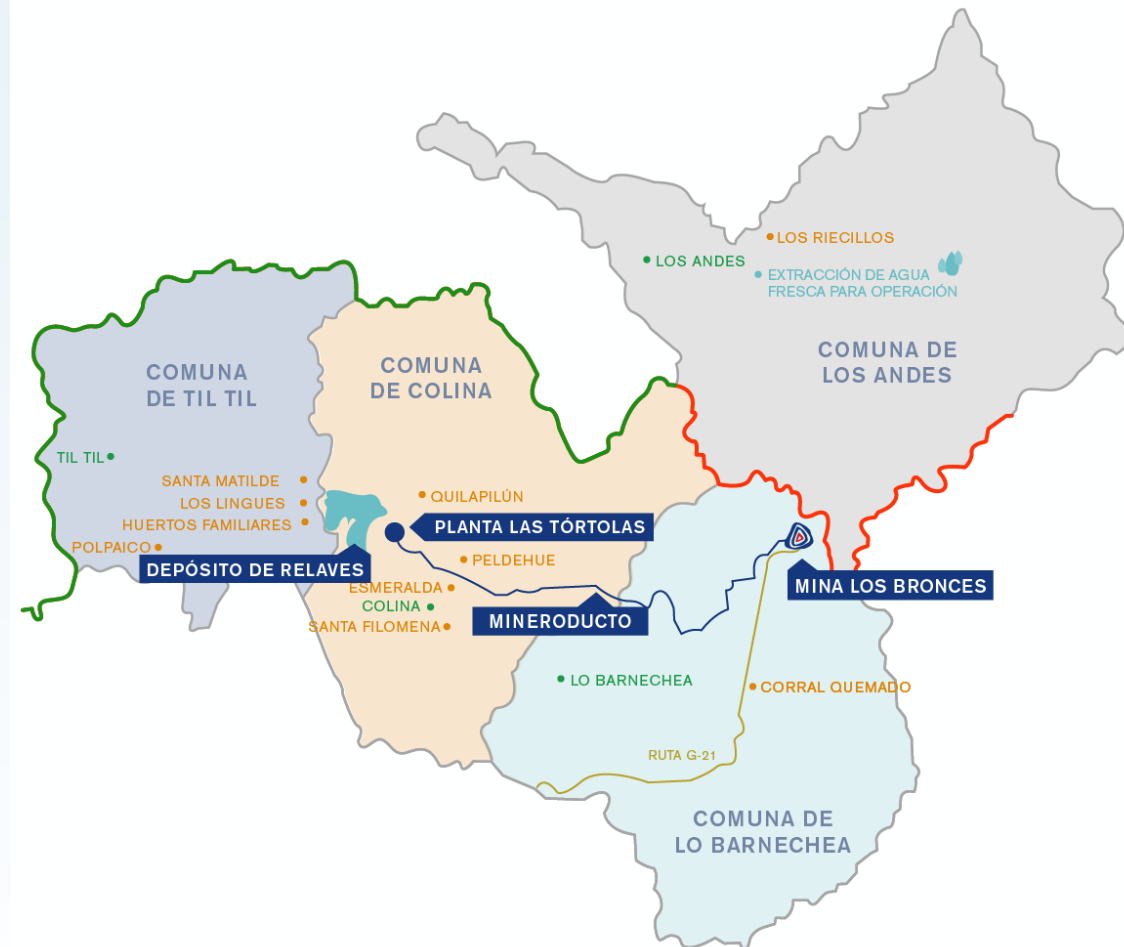 LOS RIECILLOS
LOS ANDES
EXTRACCIÓN DE AGUA
FRESCA PARA OPERACIÓN
COMUNA DE
LOS ANDES
COMUNA
DE TIL TIL
COMUNA
DE COLINA
TIL TIL
SANTA MATILDE
LOS LINGUES
HUERTOS FAMILIARES
POLPAICO
QUILAPILÚN
PLANTA LAS TÓRTOLAS
DEPÓSITO DE RELAVES
PELDEHUE
ESMERALDA
COLINA
SANTA FILOMENA
MINERODUCTO
MINA LOS BRONCES
LO BARNECHEA
CORRAL QUEMADO
RUTA G-21
COMUNA DE
LO BARNECHEA